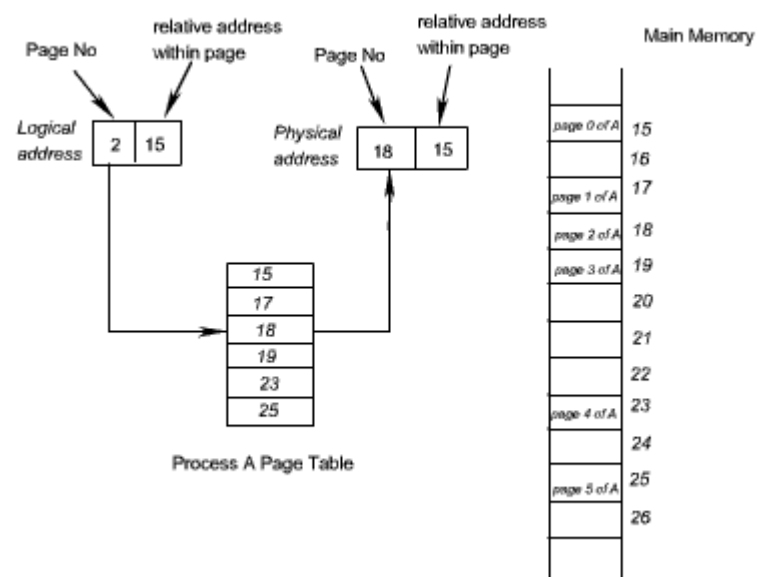 Page No
relative address
within page
Logical
address
2 15
Page No
relative address
within page
Physical
address
18 15
15
17
18
19
23
25
Process A Page Table
Main Memory
page 0 of A 15
16
page 1 of A 17
page 2 of A 18
page 3 of A 19
20
21
22
page 4 of A 23
24
page 5 of A 25
26